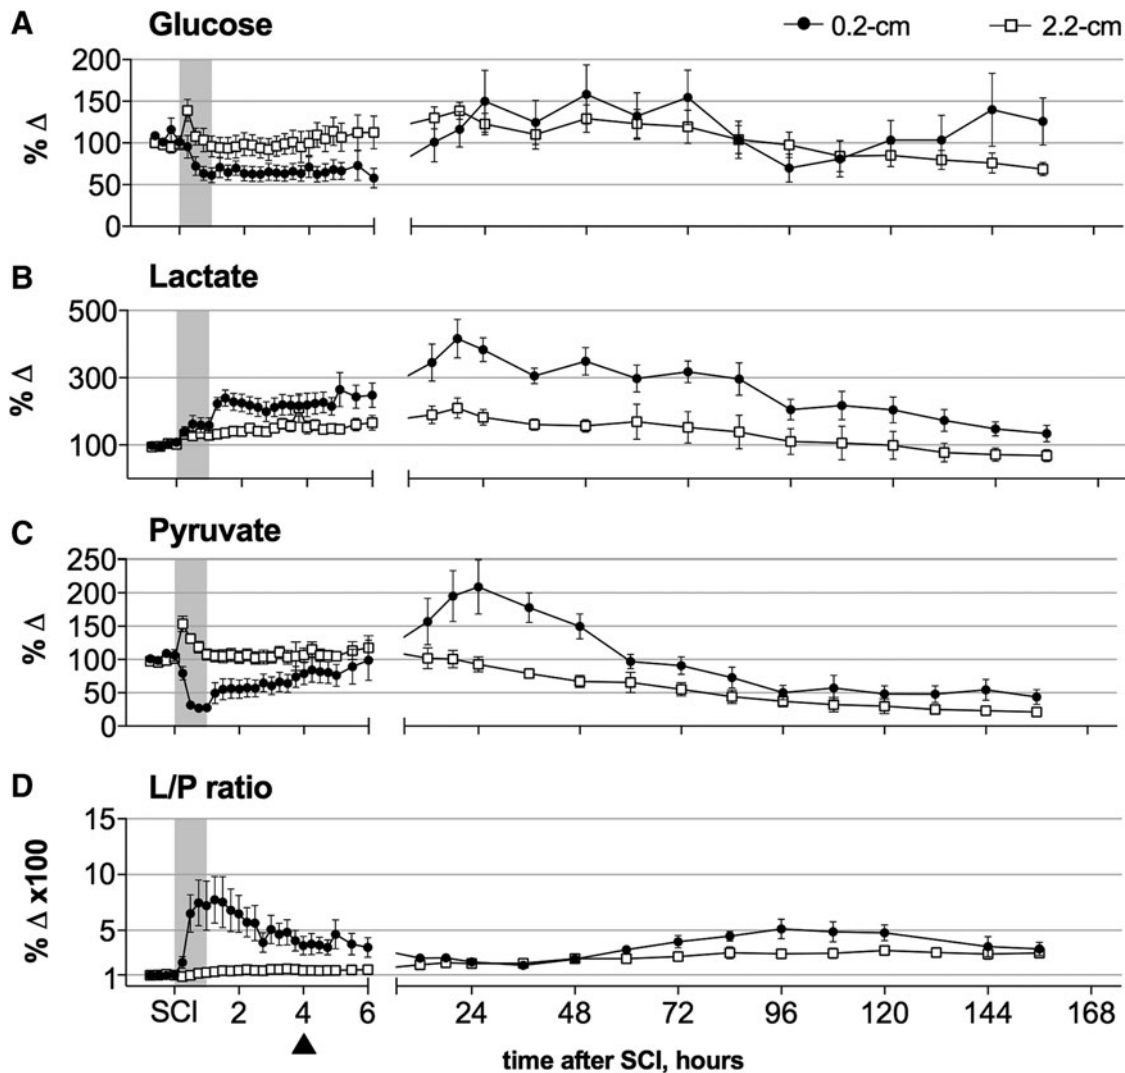 A Glucose 0.2-cm 2.2-cm
200
150
100
50
0
% Δ
B Lactate
500
300
100
% Δ
C Pyruvate
250
200
150
100
50
0
% Δ
D L/P ratio
15
10
5
1
% Δ x100
SCI 2 4 6 24 48 72 96 120 144 168
time after SCI, hours